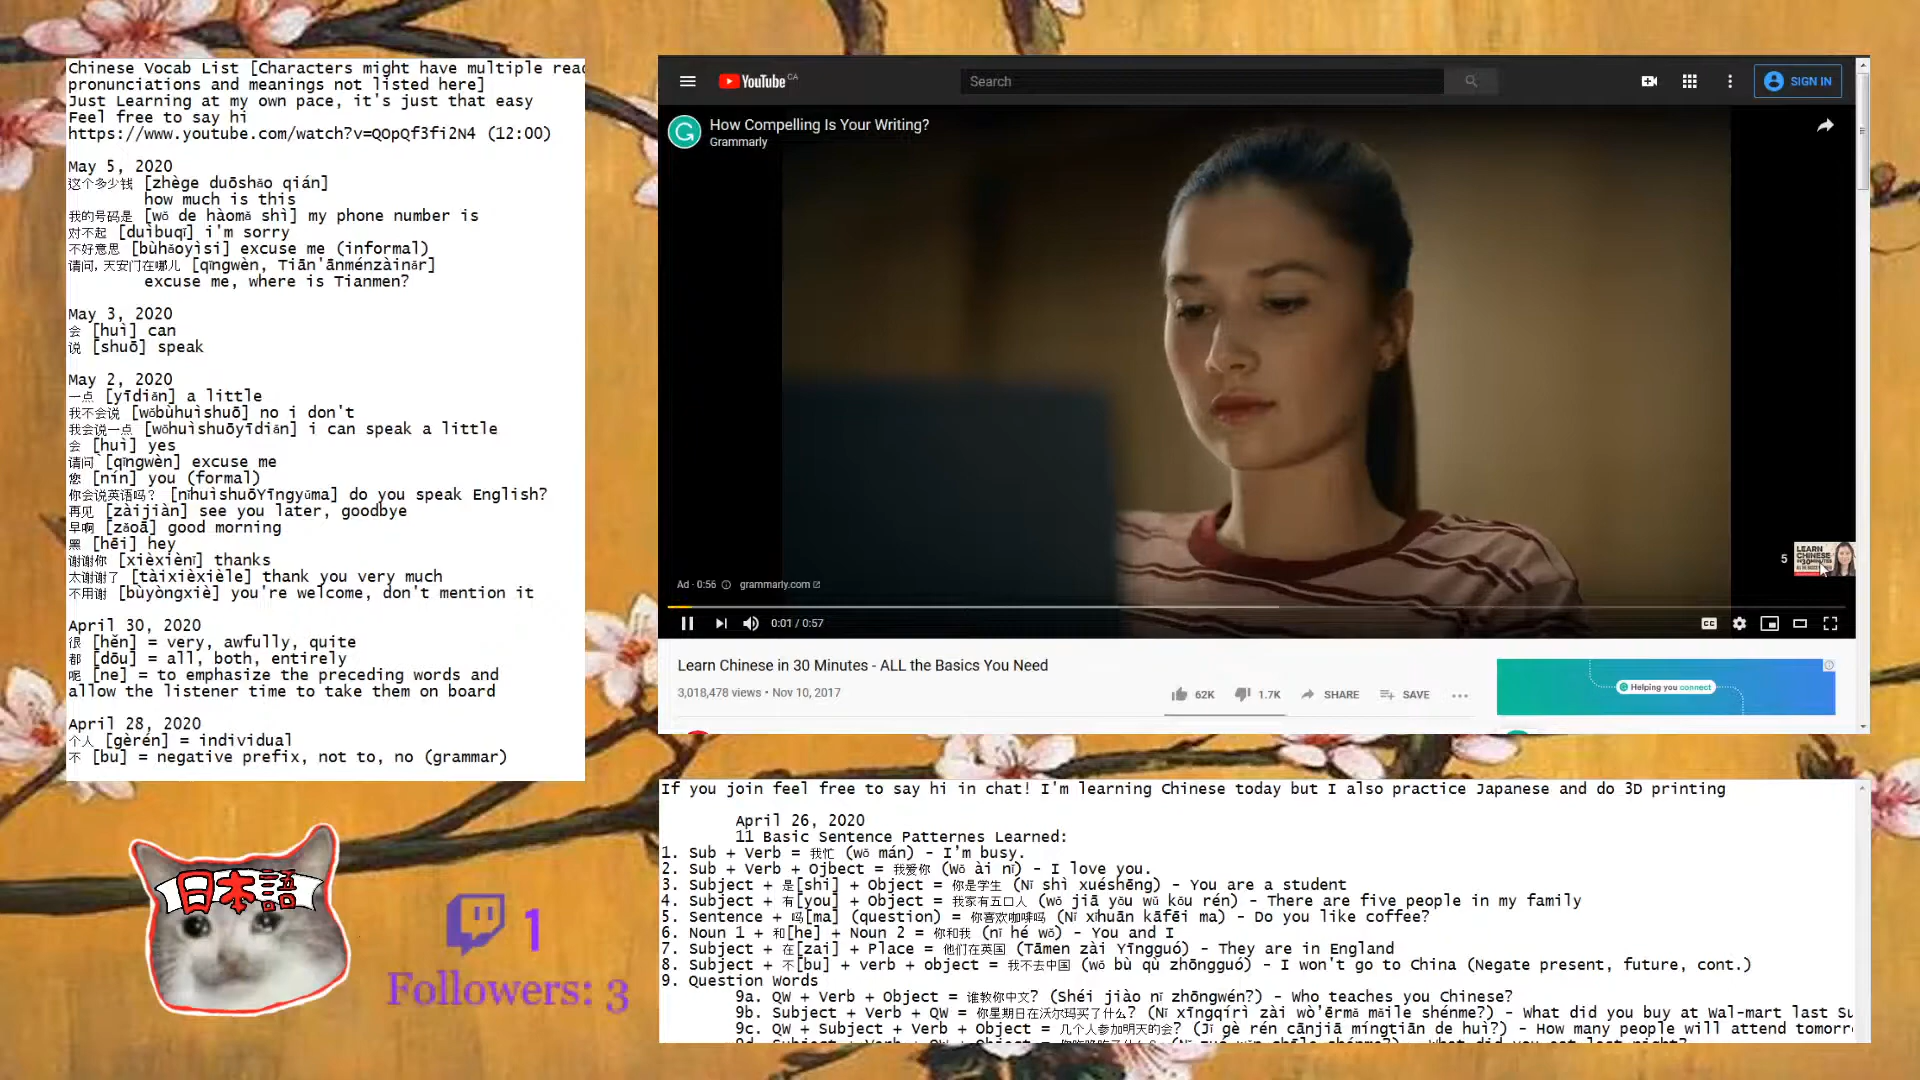 Chinese Vocab List [Characters might have multiple read
pronunciations and meanings not listed here]
Just Learning at my own pace, it's just that easy
Feel free to say hi
https://www.youtube.com/watch?v=QOpQf3fi2N4 (12:00)
May 5, 2020
这个多少钱 [zhège duōshǎo qián]
how much is this
我的号码是 [wǒ de hàomǎ shì] my phone number is
对不起 [duìbuqǐ] i'm sorry
不好意思 [bùhǎoyìsi] excuse me (informal)
请问，天安门在哪儿 [qǐngwèn, Tiān'ānménzàinǎr]
excuse me, where is Tianmen?
May 3, 2020
会 [huì] can
说 [shuō] speak
May 2, 2020
一点 [yīdiǎn] a little
我不会说 [wǒbùhuìshuō] no i don't
我会说一点 [wǒhuìshuōyīdiǎn] i can speak a little
会 [huì] yes
请问` [qǐngwèn] excuse me
您 [nín] you (formal)
你会说英语吗？ [nǐhuìshuōYīngyǔma] do you speak English?
再见 [zàijiàn] see you later, goodbye
早啊 [zǎoā] good morning
黑 [hēi] hey
谢谢你 [xièxiènǐ] thanks
太谢谢了 [tàixièxièle] thank you very much
不用谢 [bùyòngxiè] you're welcome, don't mention it
April 30, 2020
很 [hěn] = very, awfully, quite
都 [dōu] = all, both, entirely
呢 [ne] = to emphasize the preceding words and
allow the listener time to take them on board
April 28, 2020
个人 [gèrén] = individual
不 [bu] = negative prefix, not to, no (grammar)
YouTube CA
Search
SIGN IN
How Compelling Is Your Writing?
Grammarly
5
LEARN
CHINESE
IN 30 MINUTES
Ad · 0:56 grammarly.com
0:01 / 0:57
CC
Learn Chinese in 30 Minutes - ALL the Basics You Need
3,018,478 views • Nov 10, 2017
62K 1.7K SHARE SAVE
Helping you connect
If you join feel free to say hi in chat! I'm learning Chinese today but I also practice Japanese and do 3D printing
April 26, 2020
11 Basic Sentence Patternes Learned:
1. Sub + Verb = 我忙 (wǒ mán) - I'm busy.
2. Sub + Verb + Ojbect = 我爱你 (Wǒ ài nǐ) - I love you.
3. Subject + 是[shi] + Object = 你是学生 (Nǐ shì xuéshēng) - You are a student
4. Subject + 有[you] + Object = 我家有五口人 (wǒ jiā yǒu wǔ kǒu rén) - There are five people in my family
5. Sentence + 吗[ma] (question) = 你喜欢咖啡吗 (Nǐ xǐhuān kāfēi ma) - Do you like coffee?
6. Noun 1 + 和[he] + Noun 2 = 你和我 (nǐ hé wǒ) - You and I
7. Subject + 在[zai] + Place = 他们在英国 (Tāmen zài Yīngguó) - They are in England
8. Subject + 不[bu] + verb + object = 我不去中国 (wǒ bù qù zhōngguó) - I won't go to China (Negate present, future, cont.)
9. Question Words
9a. QW + Verb + Object = 谁教你中文? (Shéi jiào nǐ zhōngwén?) - Who teaches you Chinese?
9b. Subject + Verb + QW = 你星期日在沃尔玛买了什么? (Nǐ xīngqírì zài wò'ěrmǎ mǎile shénme?) - What did you buy at Wal-mart last Su
9c. QW + Subject + Verb + Object = 几个人参加明天的会? (Jǐ gè rén cānjiā míngtiān de huì?) - How many people will attend tomorr
日本語
1
Followers: 3